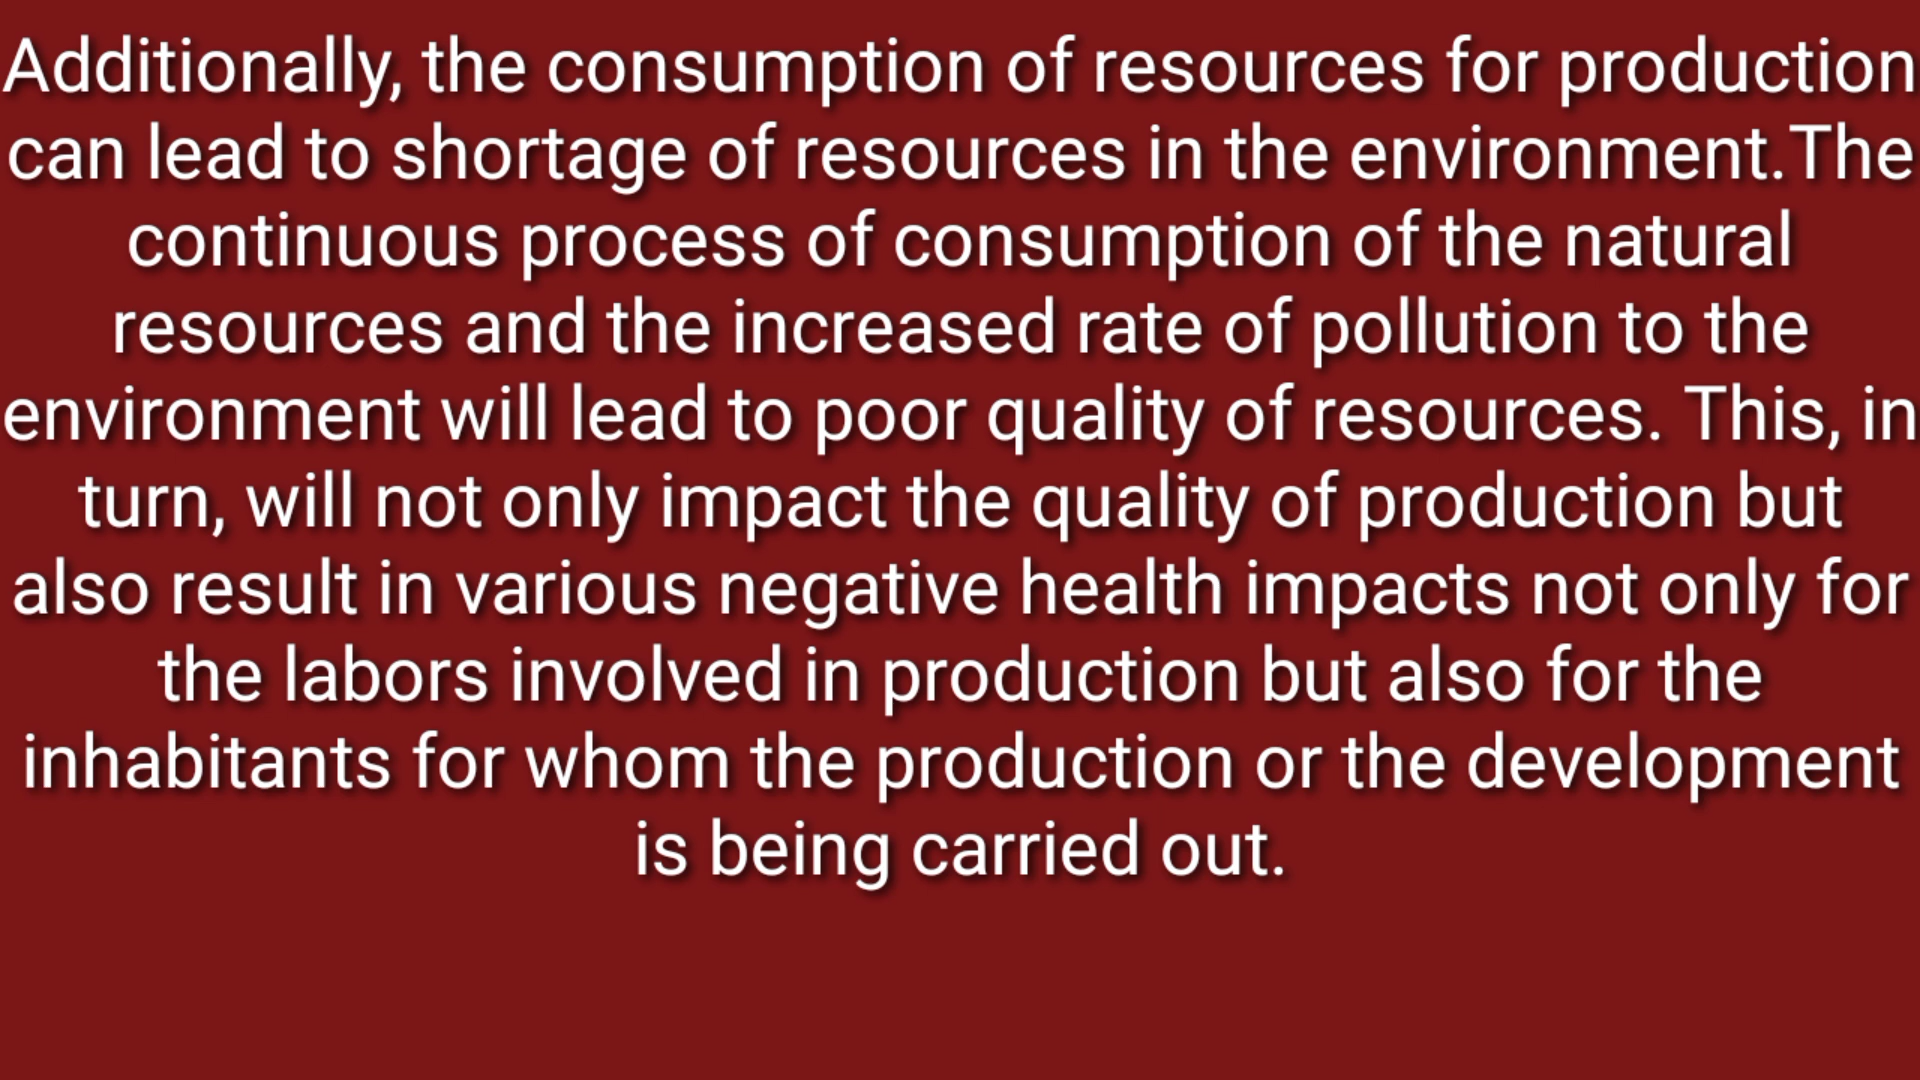 Additionally, the consumption of resources for production
can lead to shortage of resources in the environment.The
continuous process of consumption of the natural
resources and the increased rate of pollution to the
environment will lead to poor quality of resources. This, in
turn, will not only impact the quality of production but
also result in various negative health impacts not only for
the labors involved in production but also for the
inhabitants for whom the production or the development
is being carried out.